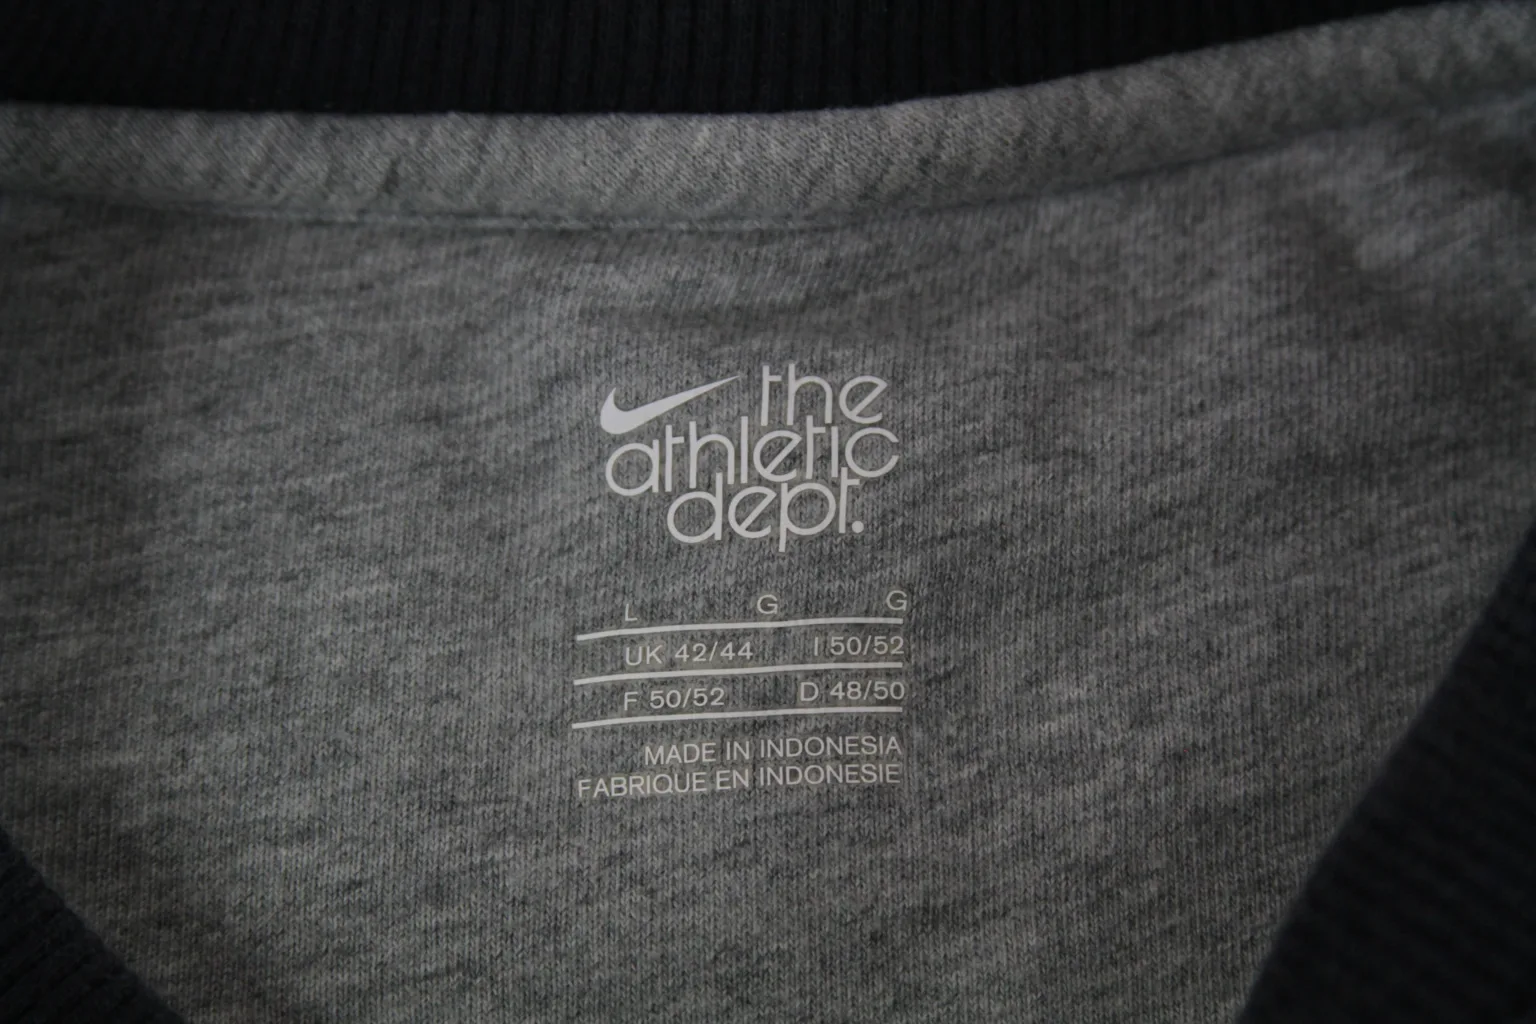 the
athletic
dept.
L G G
UK 42/44 I 50/52
F 50/52 D 48/50
MADE IN INDONESIA
FABRIQUE EN INDONESIE